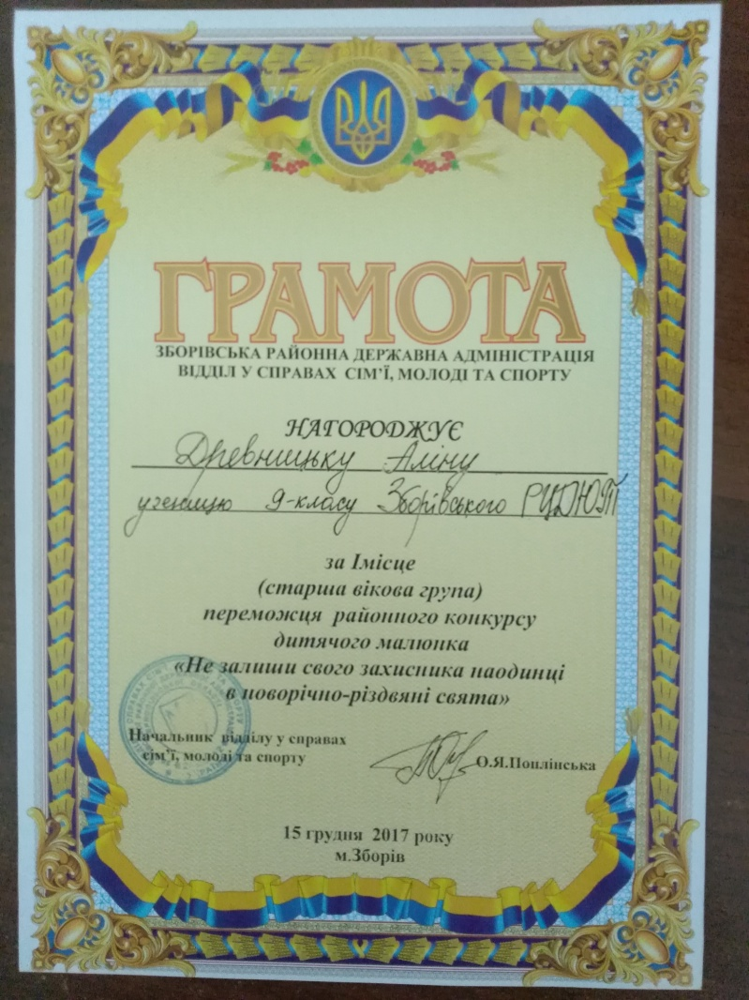 ГРАМОТА
ЗБОРІВСЬКА РАЙОННА ДЕРЖАВНА АДМІНІСТРАЦІЯ
ВІДДІЛ У СПРАВАХ СІМ'Ї, МОЛОДІ ТА СПОРТУ
НАГОРОДЖУЄ
Древницьку Аліну
ученицю 9-класу Зборівського РЦДЮТ
за Імісце
(старша вікова група)
переможця районного конкурсу
дитячого малюнка
«Не залиши свого захисника наодинці
в новорічно-різдвяні свята»
Начальник відділу у справах
сім'ї, молоді та спорту
О.Я.Поплінська
15 грудня 2017 року
м.Зборів